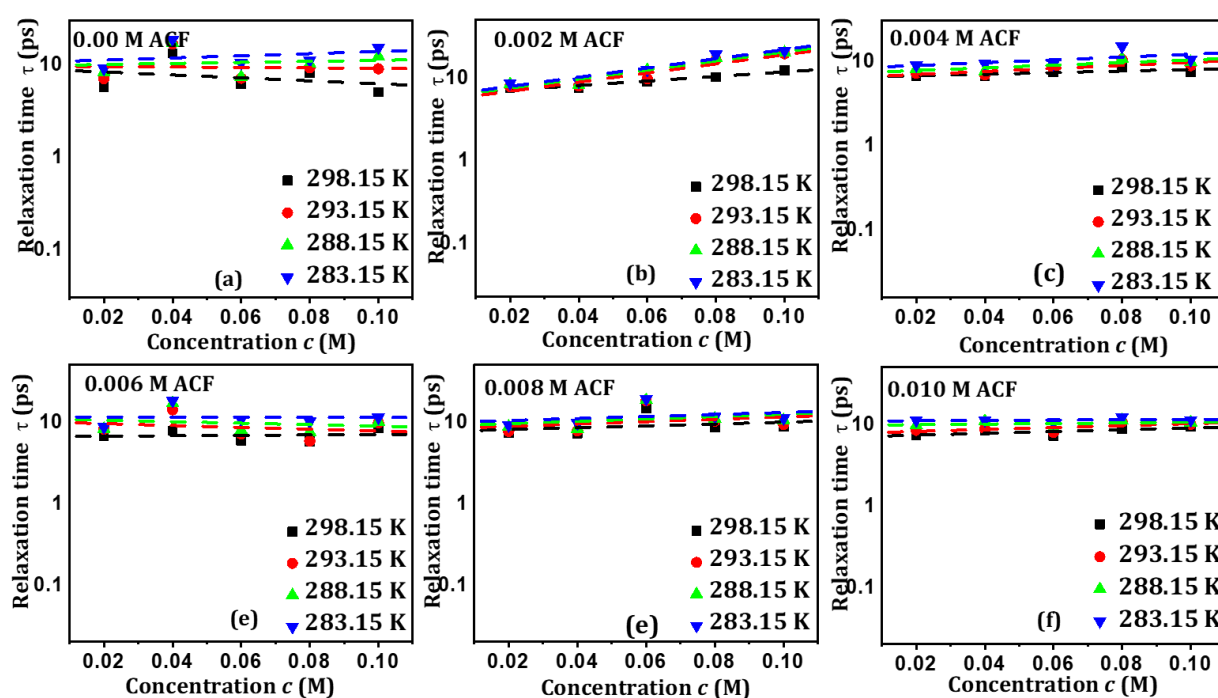 0.00 M ACF
Relaxation time τ (ps)
10
1
0.1
298.15 K
293.15 K
288.15 K
283.15 K
(a)
0.02 0.04 0.06 0.08 0.10
Concentration c (M)
0.002 M ACF
Relaxation time τ (ps)
10
1
0.1
298.15 K
293.15 K
288.15 K
283.15 K
(b)
0.02 0.04 0.06 0.08 0.10
Concentration c (M)
0.004 M ACF
Relaxation time τ (ps)
10
1
0.1
298.15 K
293.15 K
288.15 K
283.15 K
(c)
0.02 0.04 0.06 0.08 0.10
Concentration c (M)
0.006 M ACF
Relaxation time τ (ps)
10
1
0.1
298.15 K
293.15 K
288.15 K
283.15 K
(e)
0.02 0.04 0.06 0.08 0.10
Concentration c (M)
0.008 M ACF
Relaxation time τ (ps)
10
1
0.1
298.15 K
293.15 K
288.15 K
283.15 K
(e)
0.02 0.04 0.06 0.08 0.10
Concentration c (M)
0.010 M ACF
Relaxation time τ (ps)
10
1
0.1
298.15 K
293.15 K
288.15 K
283.15 K
(f)
0.02 0.04 0.06 0.08 0.10
Concentration c (M)